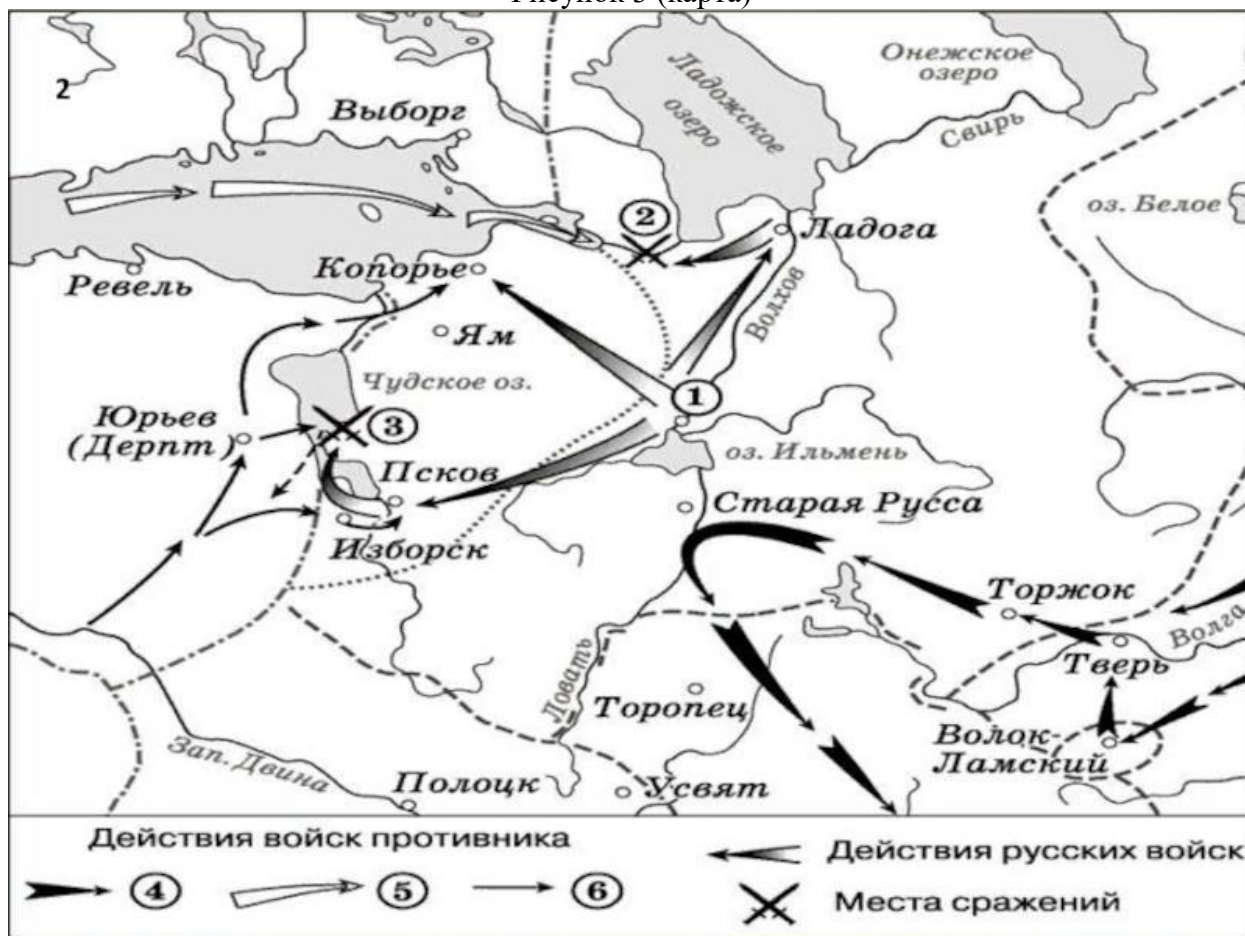 Рисунок 3 (карта)
2
Выборг
Ладожское
озеро
Онежское
озеро
Свирь
оз. Белое
2
Ладога
Ревель
Копорье
Ям
Волхов
Чудское оз.
1
Юрьев
(Дерпт)
3
оз. Ильмень
Псков
Старая Русса
Изборск
Торжок
Волга
Тверь
Ловать
Торопец
Волок-
Ламский
Зап. Двина
Полоцк
Усвят
Действия войск противника
4
5
6
Действия русских войск
Места сражений